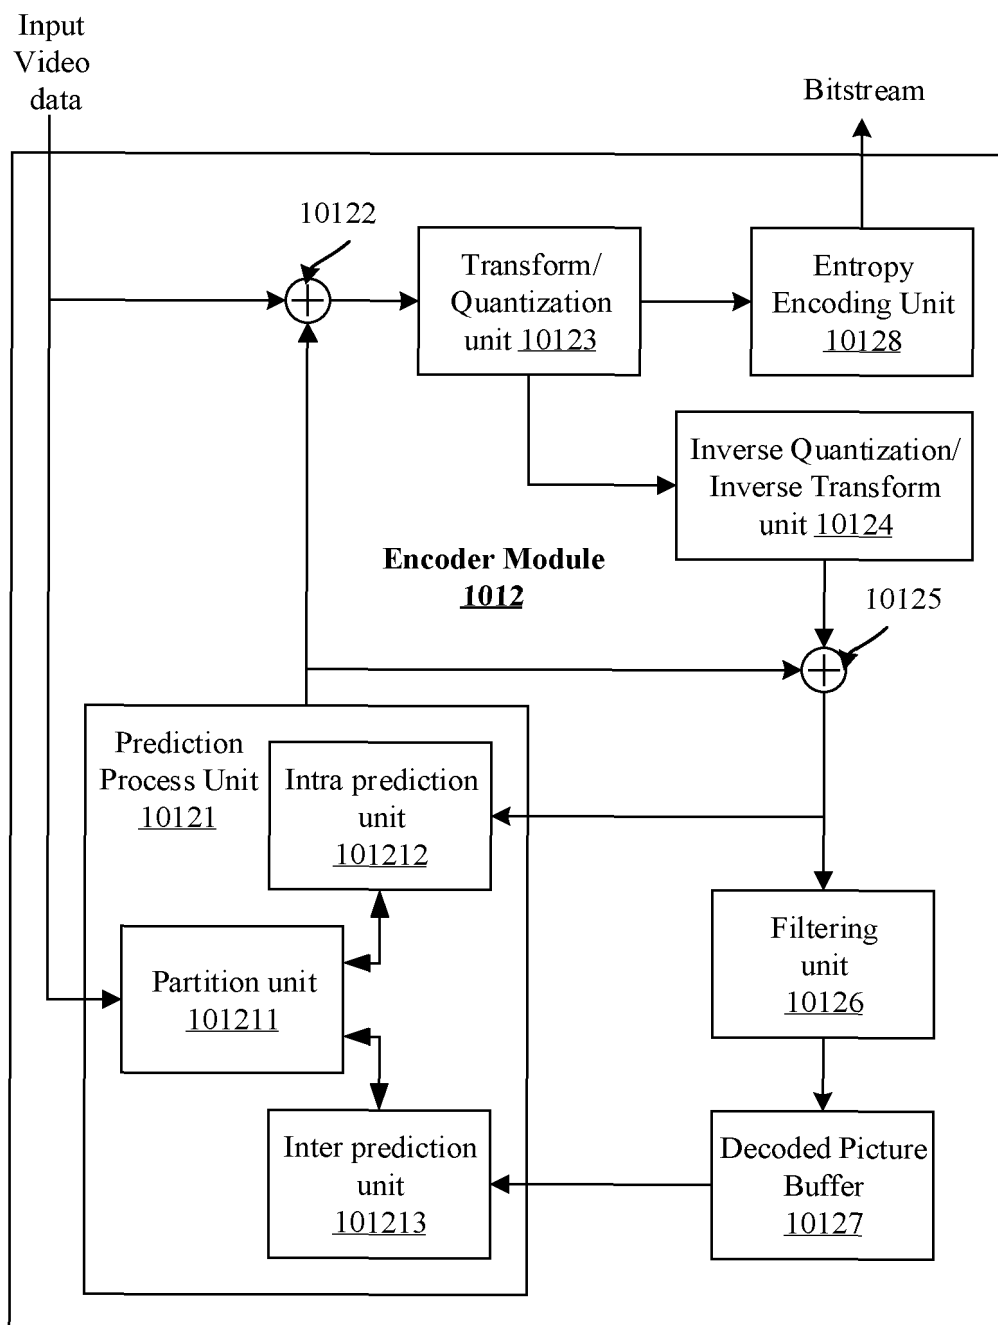 Input
Video
data
Bitstream
10122
Transform/
Quantization
unit 10123
Entropy
Encoding Unit
10128
Inverse Quantization/
Inverse Transform
unit 10124
Encoder Module
1012
10125
Prediction
Process Unit
10121
Intra prediction
unit
101212
Partition unit
101211
Filtering
unit
10126
Inter prediction
unit
101213
Decoded Picture
Buffer
10127